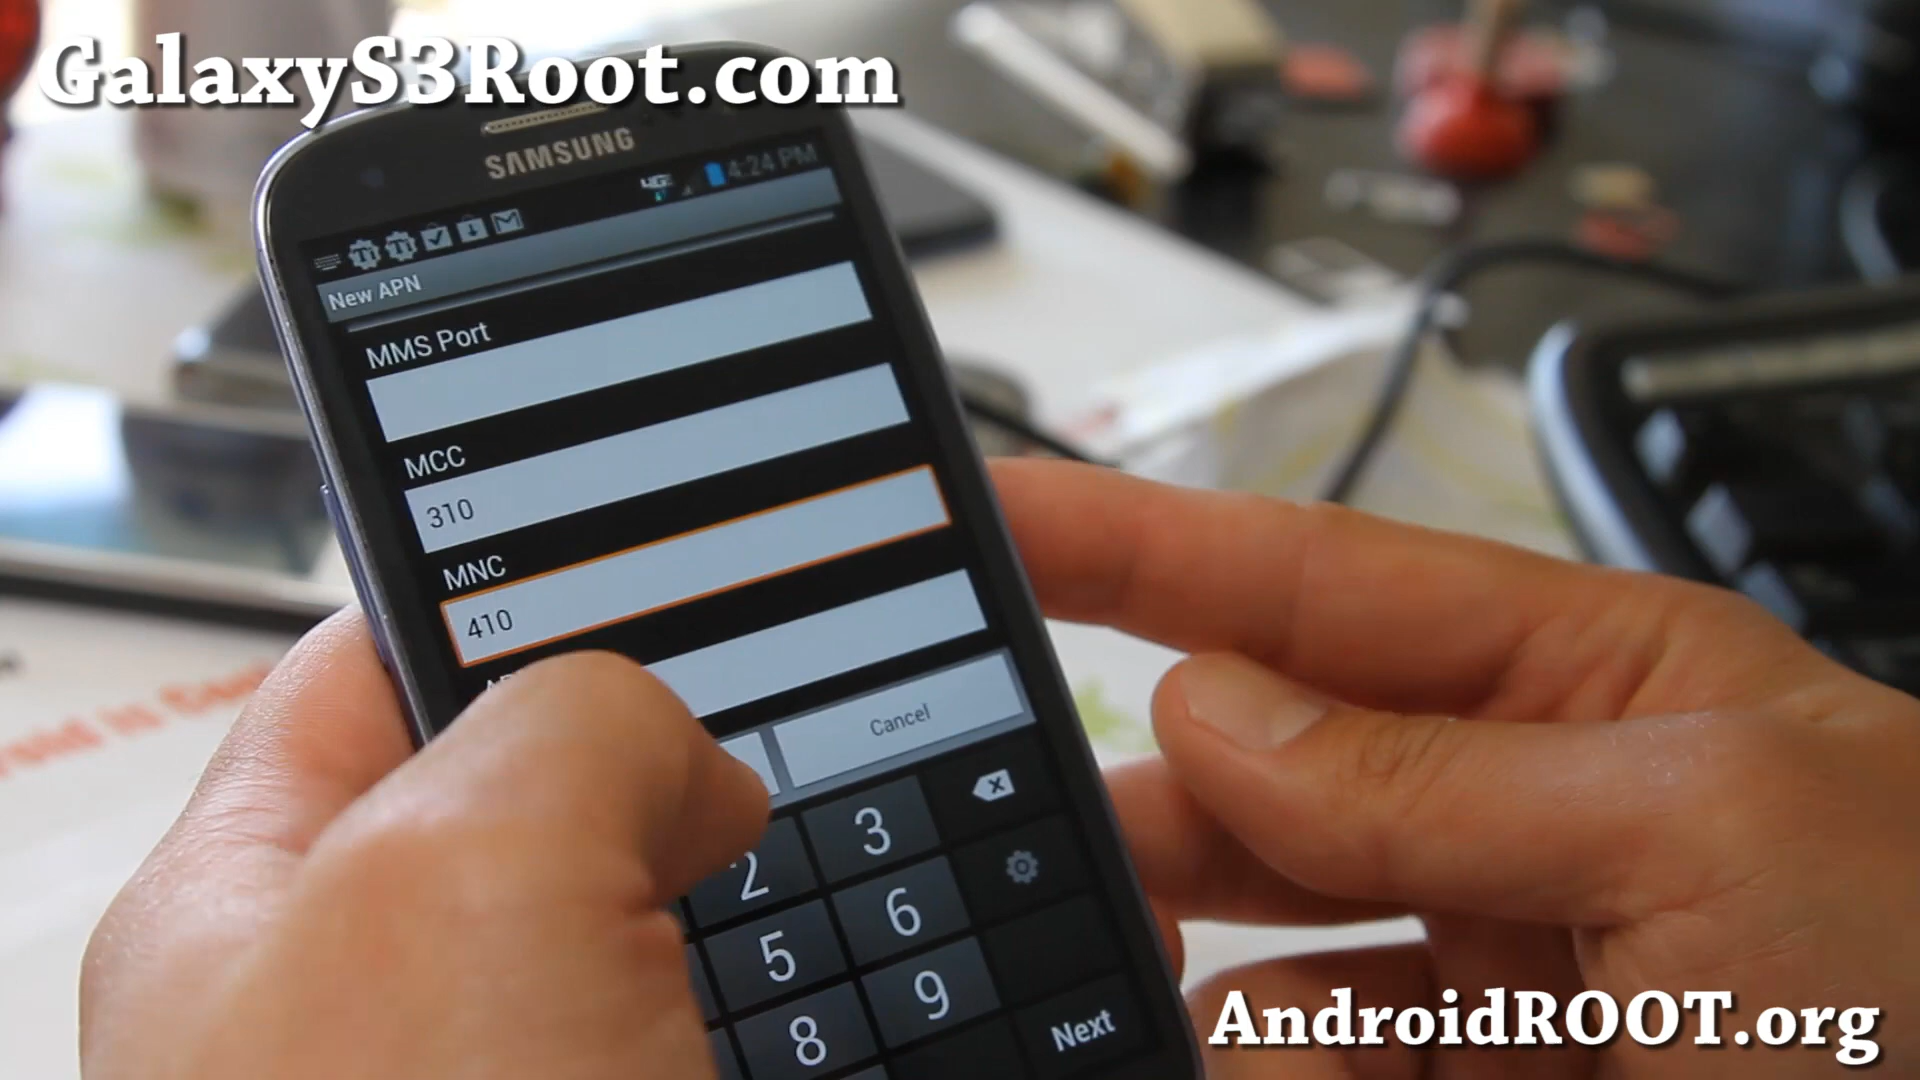 GalaxyS3Root.com
SAMSUNG
4G 4:24 PM
New APN
MMS Port
MCC
310
MNC
410
Cancel
2 3
5 6
8 9
Next
AndroidROOT.org